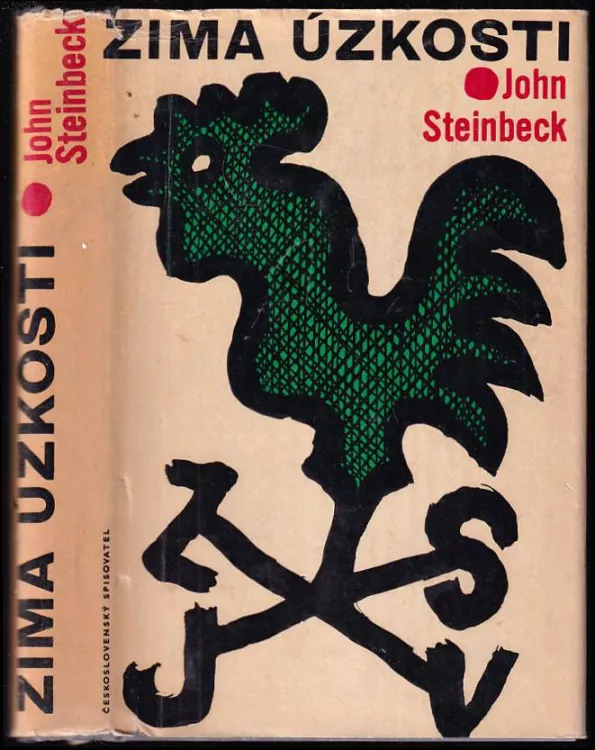 ZIMA ÚZKOSTI
John
Steinbeck
Z
S
J
V
ČESKOSLOVENSKÝ SPISOVATEL
ZIMA ÚZKOSTI
John
Steinbeck